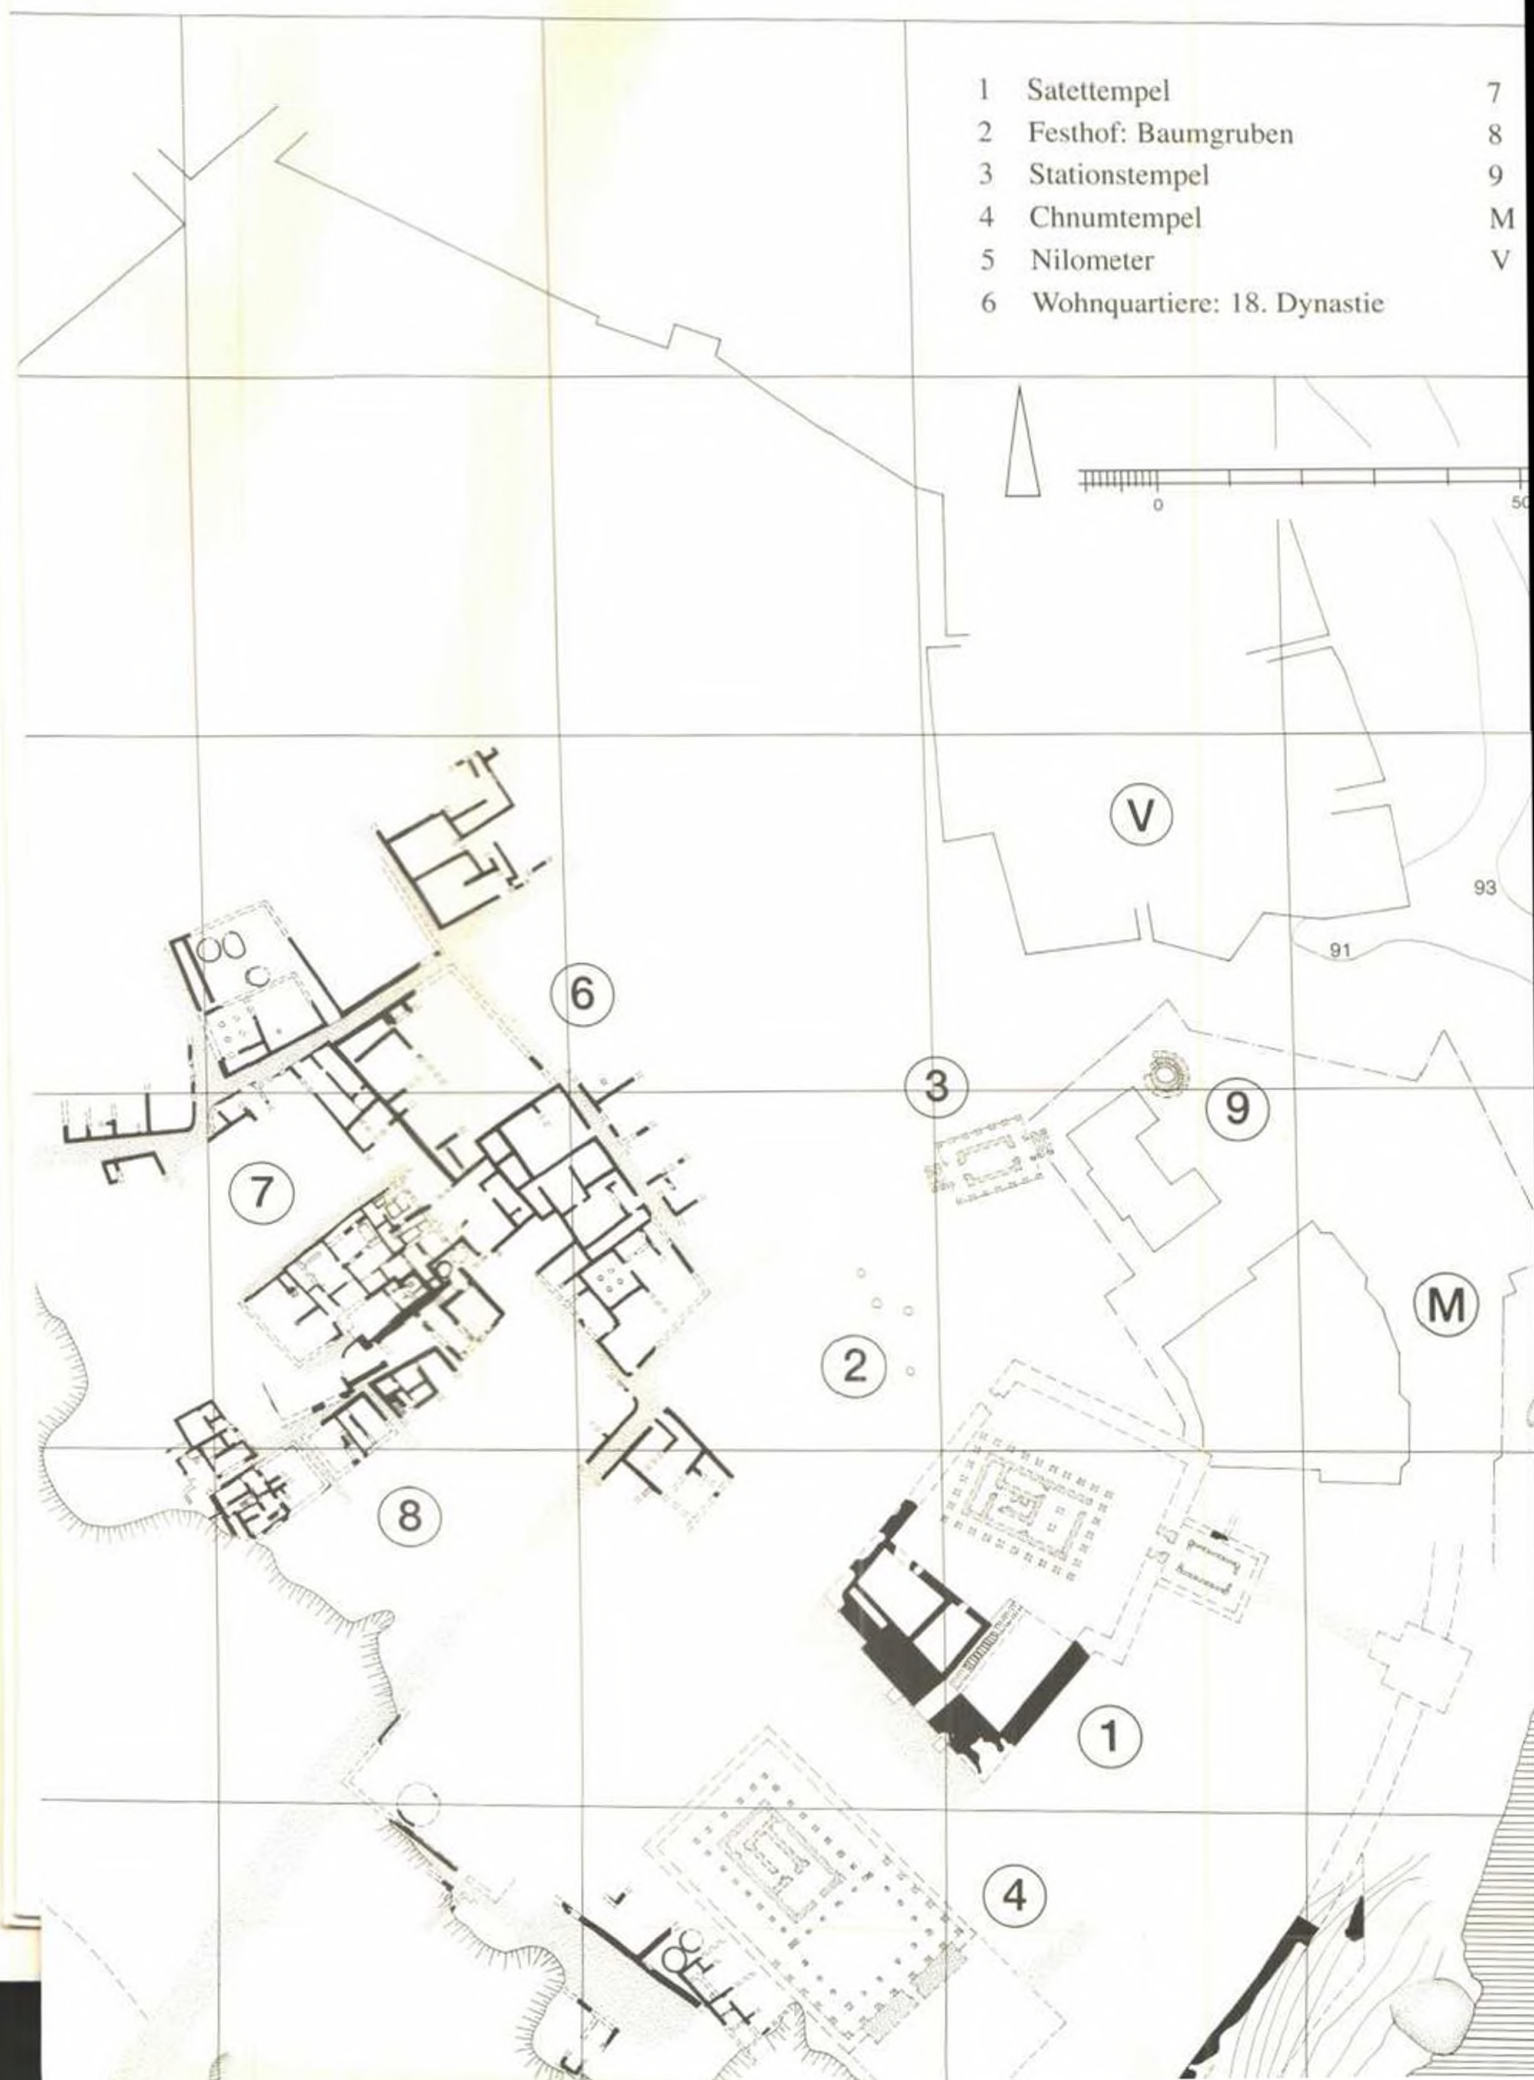 1 Satettempel 7
2 Festhof: Baumgruben 8
3 Stationstempel 9
4 Chnumtempel M
5 Nilometer V
6 Wohnquartiere: 18. Dynastie
0 50
V
93
91
6
3
9
7
M
2
8
1
4